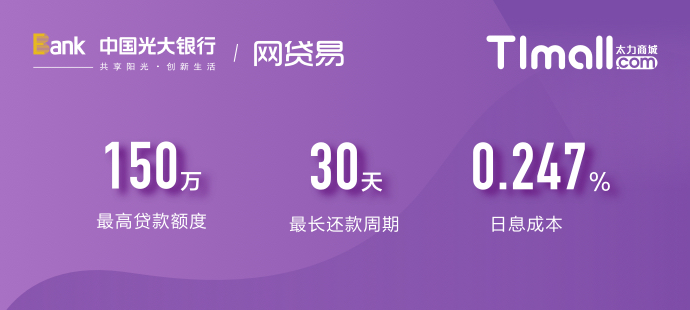 Bank 中国光大银行 / 网贷易
共享阳光·创新生活
TImall 太力商城
.com
150万
最高贷款额度
30天
最长还款周期
0.247%
日息成本